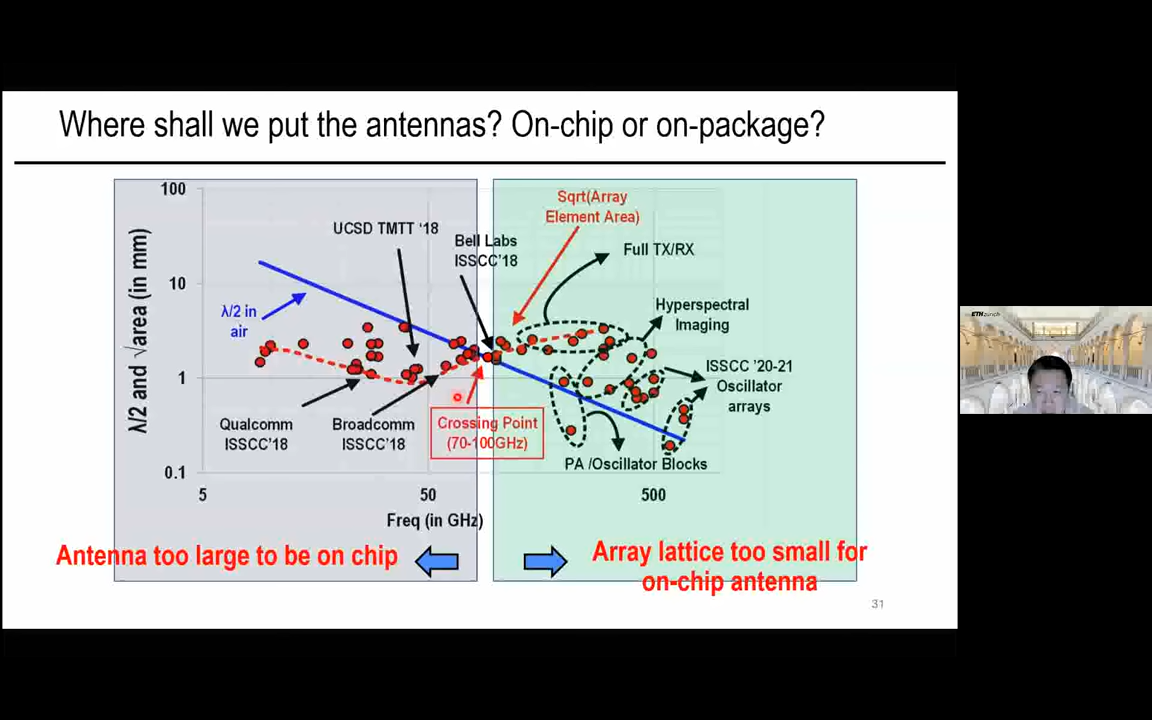 Where shall we put the antennas? On-chip or on-package?
100
10
1
0.1
λ/2 and √area (in mm)
5
50
500
Freq (in GHz)
λ/2 in
air
UCSD TMTT '18
Bell Labs
ISSCC'18
Sqrt(Array
Element Area)
Full TX/RX
Hyperspectral
Imaging
ISSCC '20-21
Oscillator
arrays
Qualcomm
ISSCC'18
Broadcomm
ISSCC'18
Crossing Point
(70-100GHz)
PA /Oscillator Blocks
Antenna too large to be on chip
Array lattice too small for
on-chip antenna
31
ETH zürich